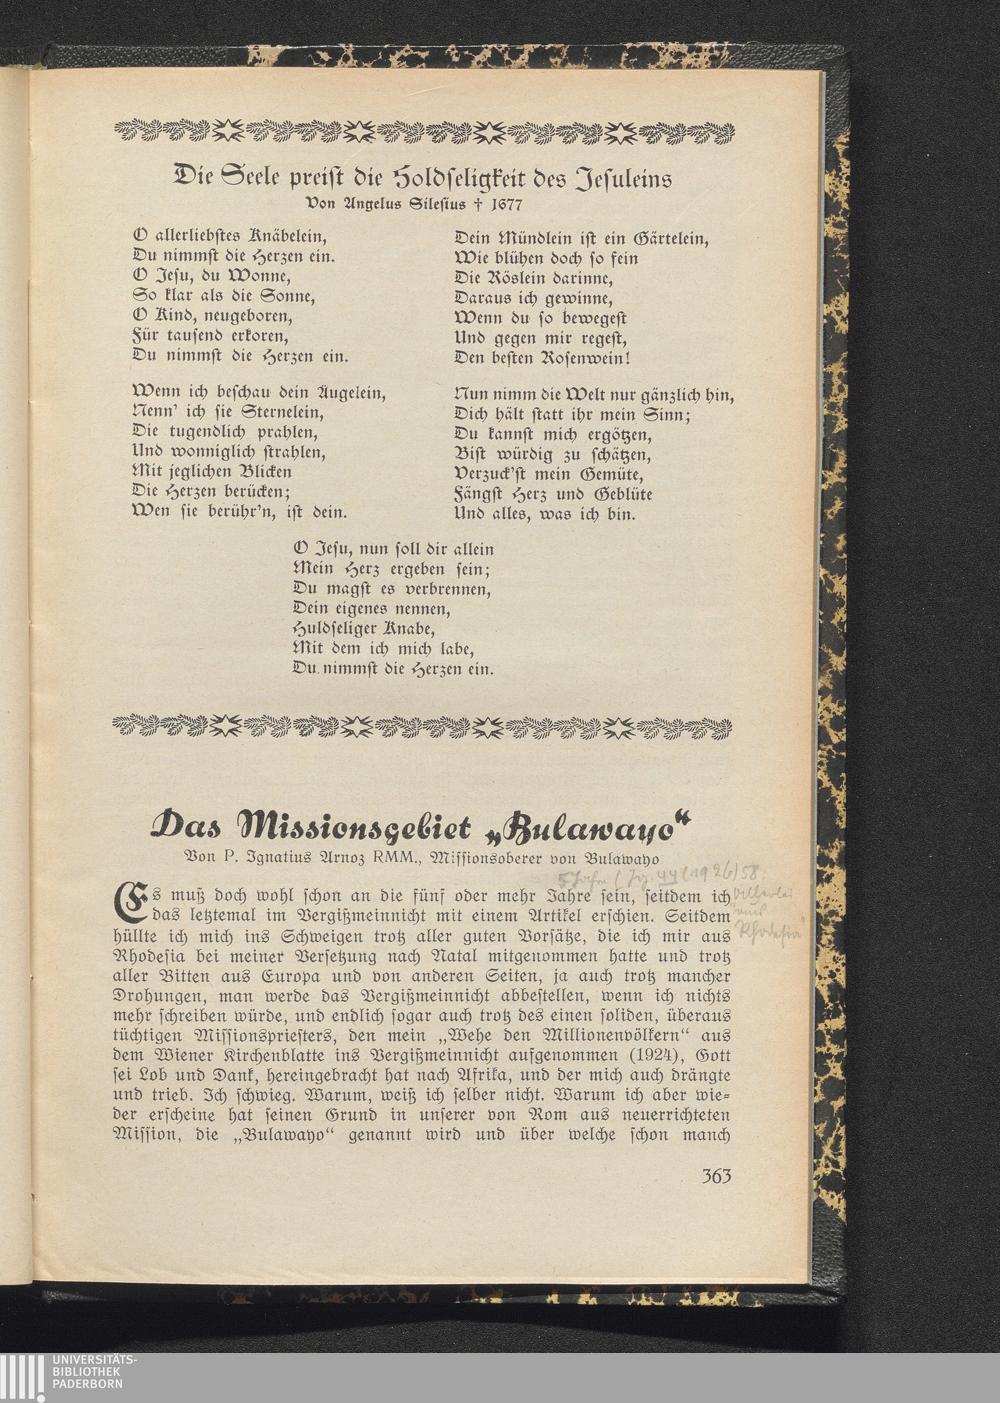 Die Seele preist die Holdseligkeit des Jesuleins
Von Angelus Silesius † 1677
O allerliebstes Knäbelein,
Du nimmst die Herzen ein.
O Jesu, du Wonne,
So klar als die Sonne,
O Kind, neugeboren,
Für tausend erkoren,
Du nimmst die Herzen ein.
Wenn ich beschau dein Äugelein,
Nenn' ich sie Sternelein,
Die tugendlich prahlen,
Und wonniglich strahlen,
Mit jeglichen Blicken
Die Herzen berücken;
Wen sie berühr'n, ist dein.
Dein Mündlein ist ein Gärtelein,
Wie blühen doch so fein
Die Röslein darinne,
Daraus ich gewinne,
Wenn du so bewegest
Und gegen mir regest,
Den besten Rosenwein!
Nun nimm die Welt nur gänzlich hin,
Dich hält statt ihr mein Sinn;
Du kannst mich ergötzen,
Bist würdig zu schätzen,
Verzuck'st mein Gemüte,
Fängst Herz und Geblüte
Und alles, was ich bin.
O Jesu, nun soll dir allein
Mein Herz ergeben sein;
Du magst es verbrennen,
Dein eigenes nennen,
Huldseliger Knabe,
Mit dem ich mich labe,
Du nimmst die Herzen ein.
Das Missionsgebiet „Bulawayo“
Von P. Ignatius Arnoz RMM., Missionsoberer von Bulawayo
5 Jahre (Jg. 44 (1926) 58:
"aus
Rhodesia"
Es muß doch wohl schon an die fünf oder mehr Jahre sein, seitdem ich
das letztemal im Vergißmeinnicht mit einem Artikel erschien. Seitdem
hüllte ich mich ins Schweigen trotz aller guten Vorsätze, die ich mir aus
Rhodesia bei meiner Versetzung nach Natal mitgenommen hatte und trotz
aller Bitten aus Europa und von anderen Seiten, ja auch trotz mancher
Drohungen, man werde das Vergißmeinnicht abbestellen, wenn ich nichts
mehr schreiben würde, und endlich sogar auch trotz des einen soliden, überaus
tüchtigen Missionspriesters, den mein „Wehe den Millionenvölkern“ aus
dem Wiener Kirchenblatte ins Vergißmeinnicht aufgenommen (1924), Gott
sei Lob und Dank, hereingebracht hat nach Afrika, und der mich auch drängte
und trieb. Ich schwieg. Warum, weiß ich selber nicht. Warum ich aber wie-
der erscheine hat seinen Grund in unserer von Rom aus neuerrichteten
Mission, die „Bulawayo“ genannt wird und über welche schon manch
363
UNIVERSITÄTS-
BIBLIOTHEK
PADERBORN